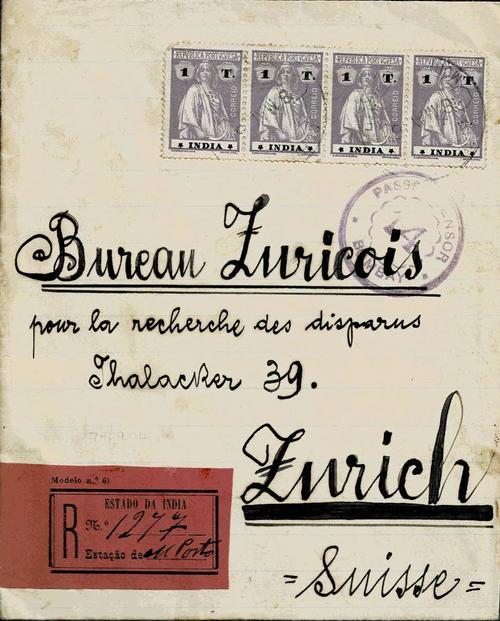 REPUBLICA PORTUGUESA REPUBLICA PORTUGUESA REPUBLICA PORTUGUESA REPUBLICA PORTUGUESA
1 T. 1 T. 1 T. 1 T.
CORREIO CORREIO CORREIO CORREIO
INDIA INDIA INDIA INDIA
PASSED CENSOR
14
BOMBAY
Bureau Zuricois
pour la recherche des disparus
Thalacker 39.
Zurich
=Suisse=
Modelo n.º 6)
ESTADO DA INDIA
R N.º 1277
Estação de